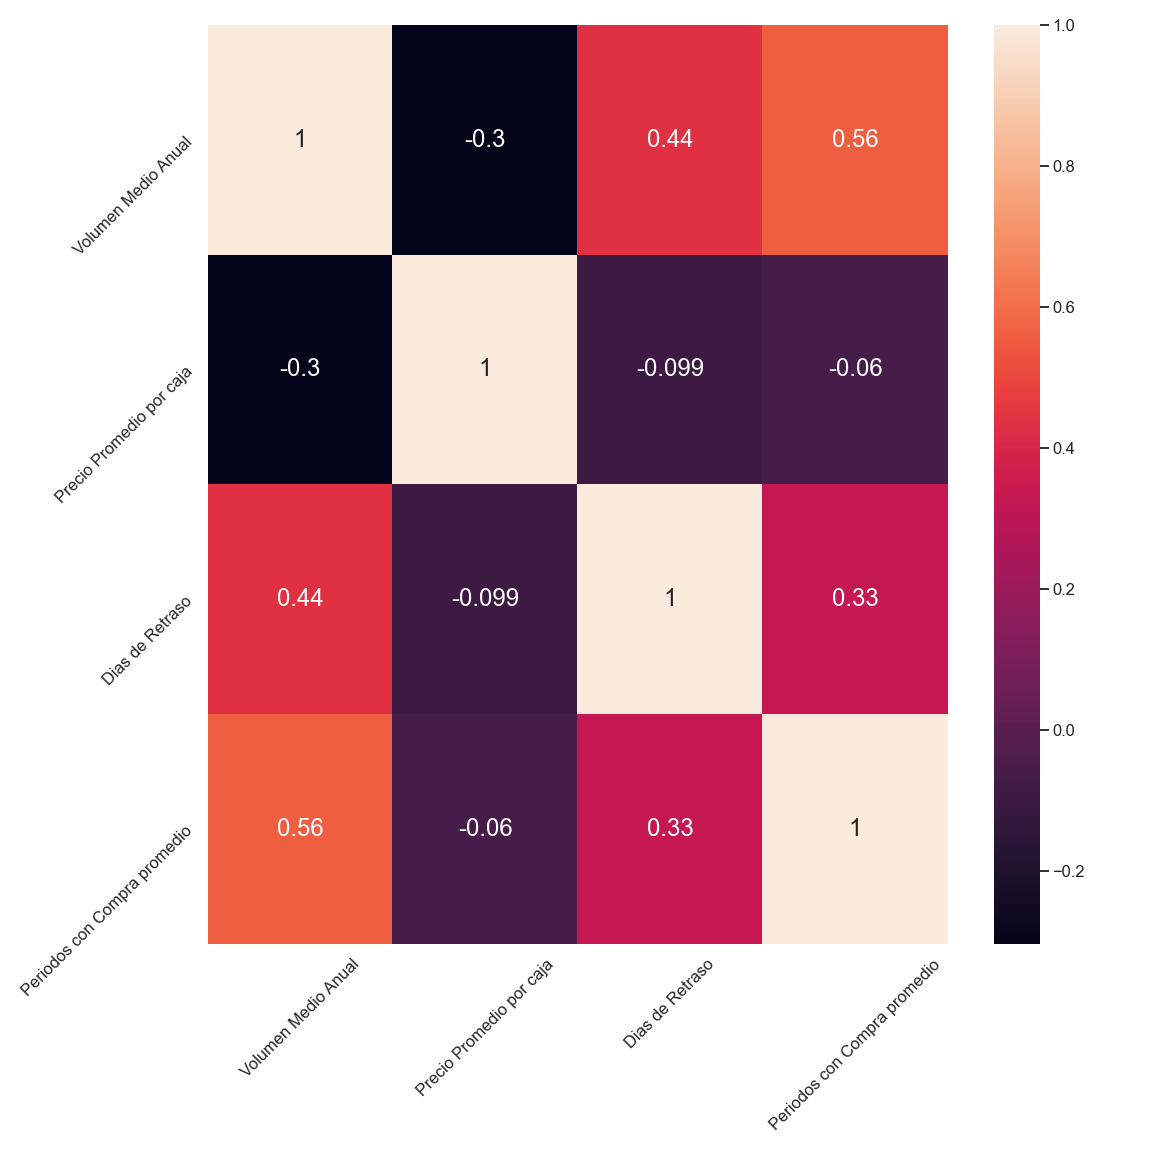 Volumen Medio Anual
1
-0.3
0.44
0.56
Precio Promedio por caja
-0.3
1
-0.099
-0.06
Dias de Retraso
0.44
-0.099
1
0.33
Periodos con Compra promedio
0.56
-0.06
0.33
1
Volumen Medio Anual
Precio Promedio por caja
Dias de Retraso
Periodos con Compra promedio
1.0
0.8
0.6
0.4
0.2
0.0
−0.2